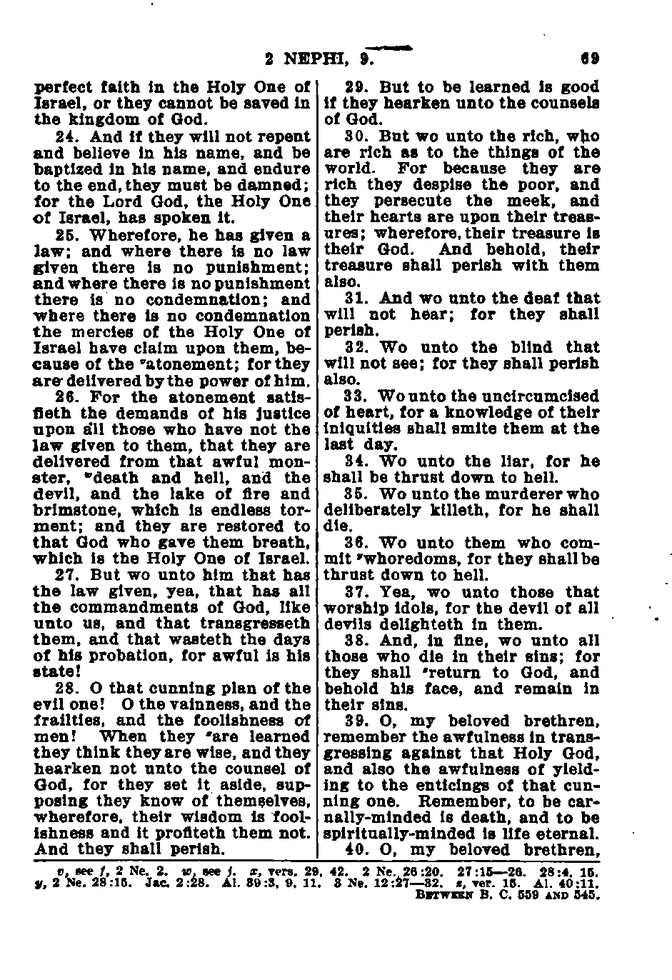 2 NEPHI, 9. 69
perfect faith in the Holy One of
Israel, or they cannot be saved in
the kingdom of God.
24. And if they will not repent
and believe in his name, and be
baptized in his name, and endure
to the end, they must be damned;
for the Lord God, the Holy One
of Israel, has spoken it.
25. Wherefore, he has given a
law; and where there is no law
given there is no punishment;
and where there is no punishment
there is no condemnation; and
where there is no condemnation
the mercies of the Holy One of
Israel have claim upon them, be-
cause of the ᵛatonement; for they
are delivered by the power of him.
26. For the atonement satis-
fieth the demands of his justice
upon all those who have not the
law given to them, that they are
delivered from that awful mon-
ster, ʷdeath and hell, and the
devil, and the lake of fire and
brimstone, which is endless tor-
ment; and they are restored to
that God who gave them breath,
which is the Holy One of Israel.
27. But wo unto him that has
the law given, yea, that has all
the commandments of God, like
unto us, and that transgresseth
them, and that wasteth the days
of his probation, for awful is his
state!
28. O that cunning plan of the
evil one! O the vainness, and the
frailties, and the foolishness of
men! When they ˣare learned
they think they are wise, and they
hearken not unto the counsel of
God, for they set it aside, sup-
posing they know of themselves,
wherefore, their wisdom is fool-
ishness and it profiteth them not.
And they shall perish.
29. But to be learned is good
if they hearken unto the counsels
of God.
30. But wo unto the rich, who
are rich as to the things of the
world. For because they are
rich they despise the poor, and
they persecute the meek, and
their hearts are upon their treas-
ures; wherefore, their treasure is
their God. And behold, their
treasure shall perish with them
also.
31. And wo unto the deaf that
will not hear; for they shall
perish.
32. Wo unto the blind that
will not see; for they shall perish
also.
33. Wo unto the uncircumcised
of heart, for a knowledge of their
iniquities shall smite them at the
last day.
34. Wo unto the liar, for he
shall be thrust down to hell.
35. Wo unto the murderer who
deliberately killeth, for he shall
die.
36. Wo unto them who com-
mit ʸwhoredoms, for they shall be
thrust down to hell.
37. Yea, wo unto those that
worship idols, for the devil of all
devils delighteth in them.
38. And, in fine, wo unto all
those who die in their sins; for
they shall ᶻreturn to God, and
behold his face, and remain in
their sins.
39. O, my beloved brethren,
remember the awfulness in trans-
gressing against that Holy God,
and also the awfulness of yield-
ing to the enticings of that cun-
ning one. Remember, to be car-
nally-minded is death, and to be
spiritually-minded is life eternal.
40. O, my beloved brethren,
v, see f, 2 Ne. 2. w, see j. x, vers. 29, 42. 2 Ne. 26:20. 27:15—26. 28:4, 15.
y, 2 Ne. 28:15. Jac. 2:28. Al. 39:3, 9, 11. 3 Ne. 12:27—32. z, ver. 15. Al. 40:11.
BETWEEN B. C. 559 AND 545.